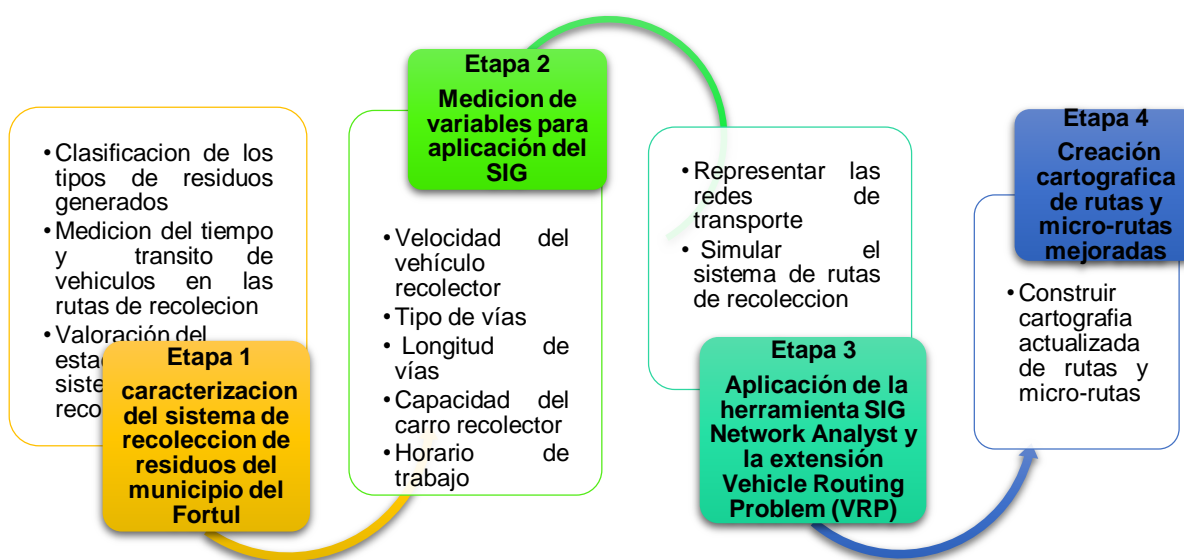 • Clasificacion de los
tipos de residuos
generados
• Medicion del tiempo
y transito de
vehiculos en las
rutas de recolecion
• Valoración del
Etapa 1
caracterizacion
del sistema de
recoleccion de
residuos del
municipio del
Fortul
Etapa 2
Medicion de
variables para
aplicación del
SIG
• Velocidad del
vehículo
recolector
• Tipo de vías
• Longitud de
vías
• Capacidad del
carro recolector
• Horario de
trabajo
• Representar las
redes de
transporte
• Simular el
sistema de rutas
de recoleccion
Etapa 3
Aplicación de la
herramienta SIG
Network Analyst y
la extensión
Vehicle Routing
Problem (VRP)
Etapa 4
Creación
cartografica
de rutas y
micro-rutas
mejoradas
• Construir
cartografia
actualizada
de rutas y
micro-rutas